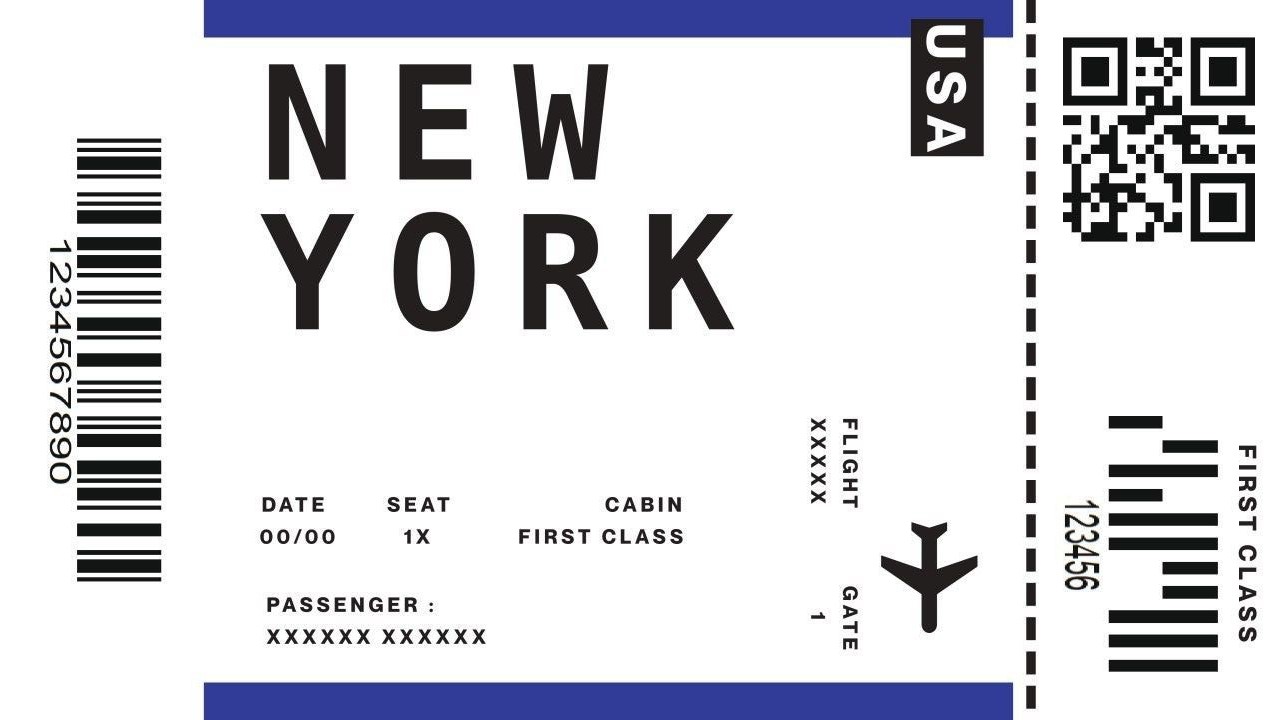 1234567890
NEW
YORK
USA
DATE SEAT CABIN
00/00 1X FIRST CLASS
PASSENGER :
XXXXXX XXXXXX
FLIGHT GATE
XXXXX 1
FIRST CLASS
123456